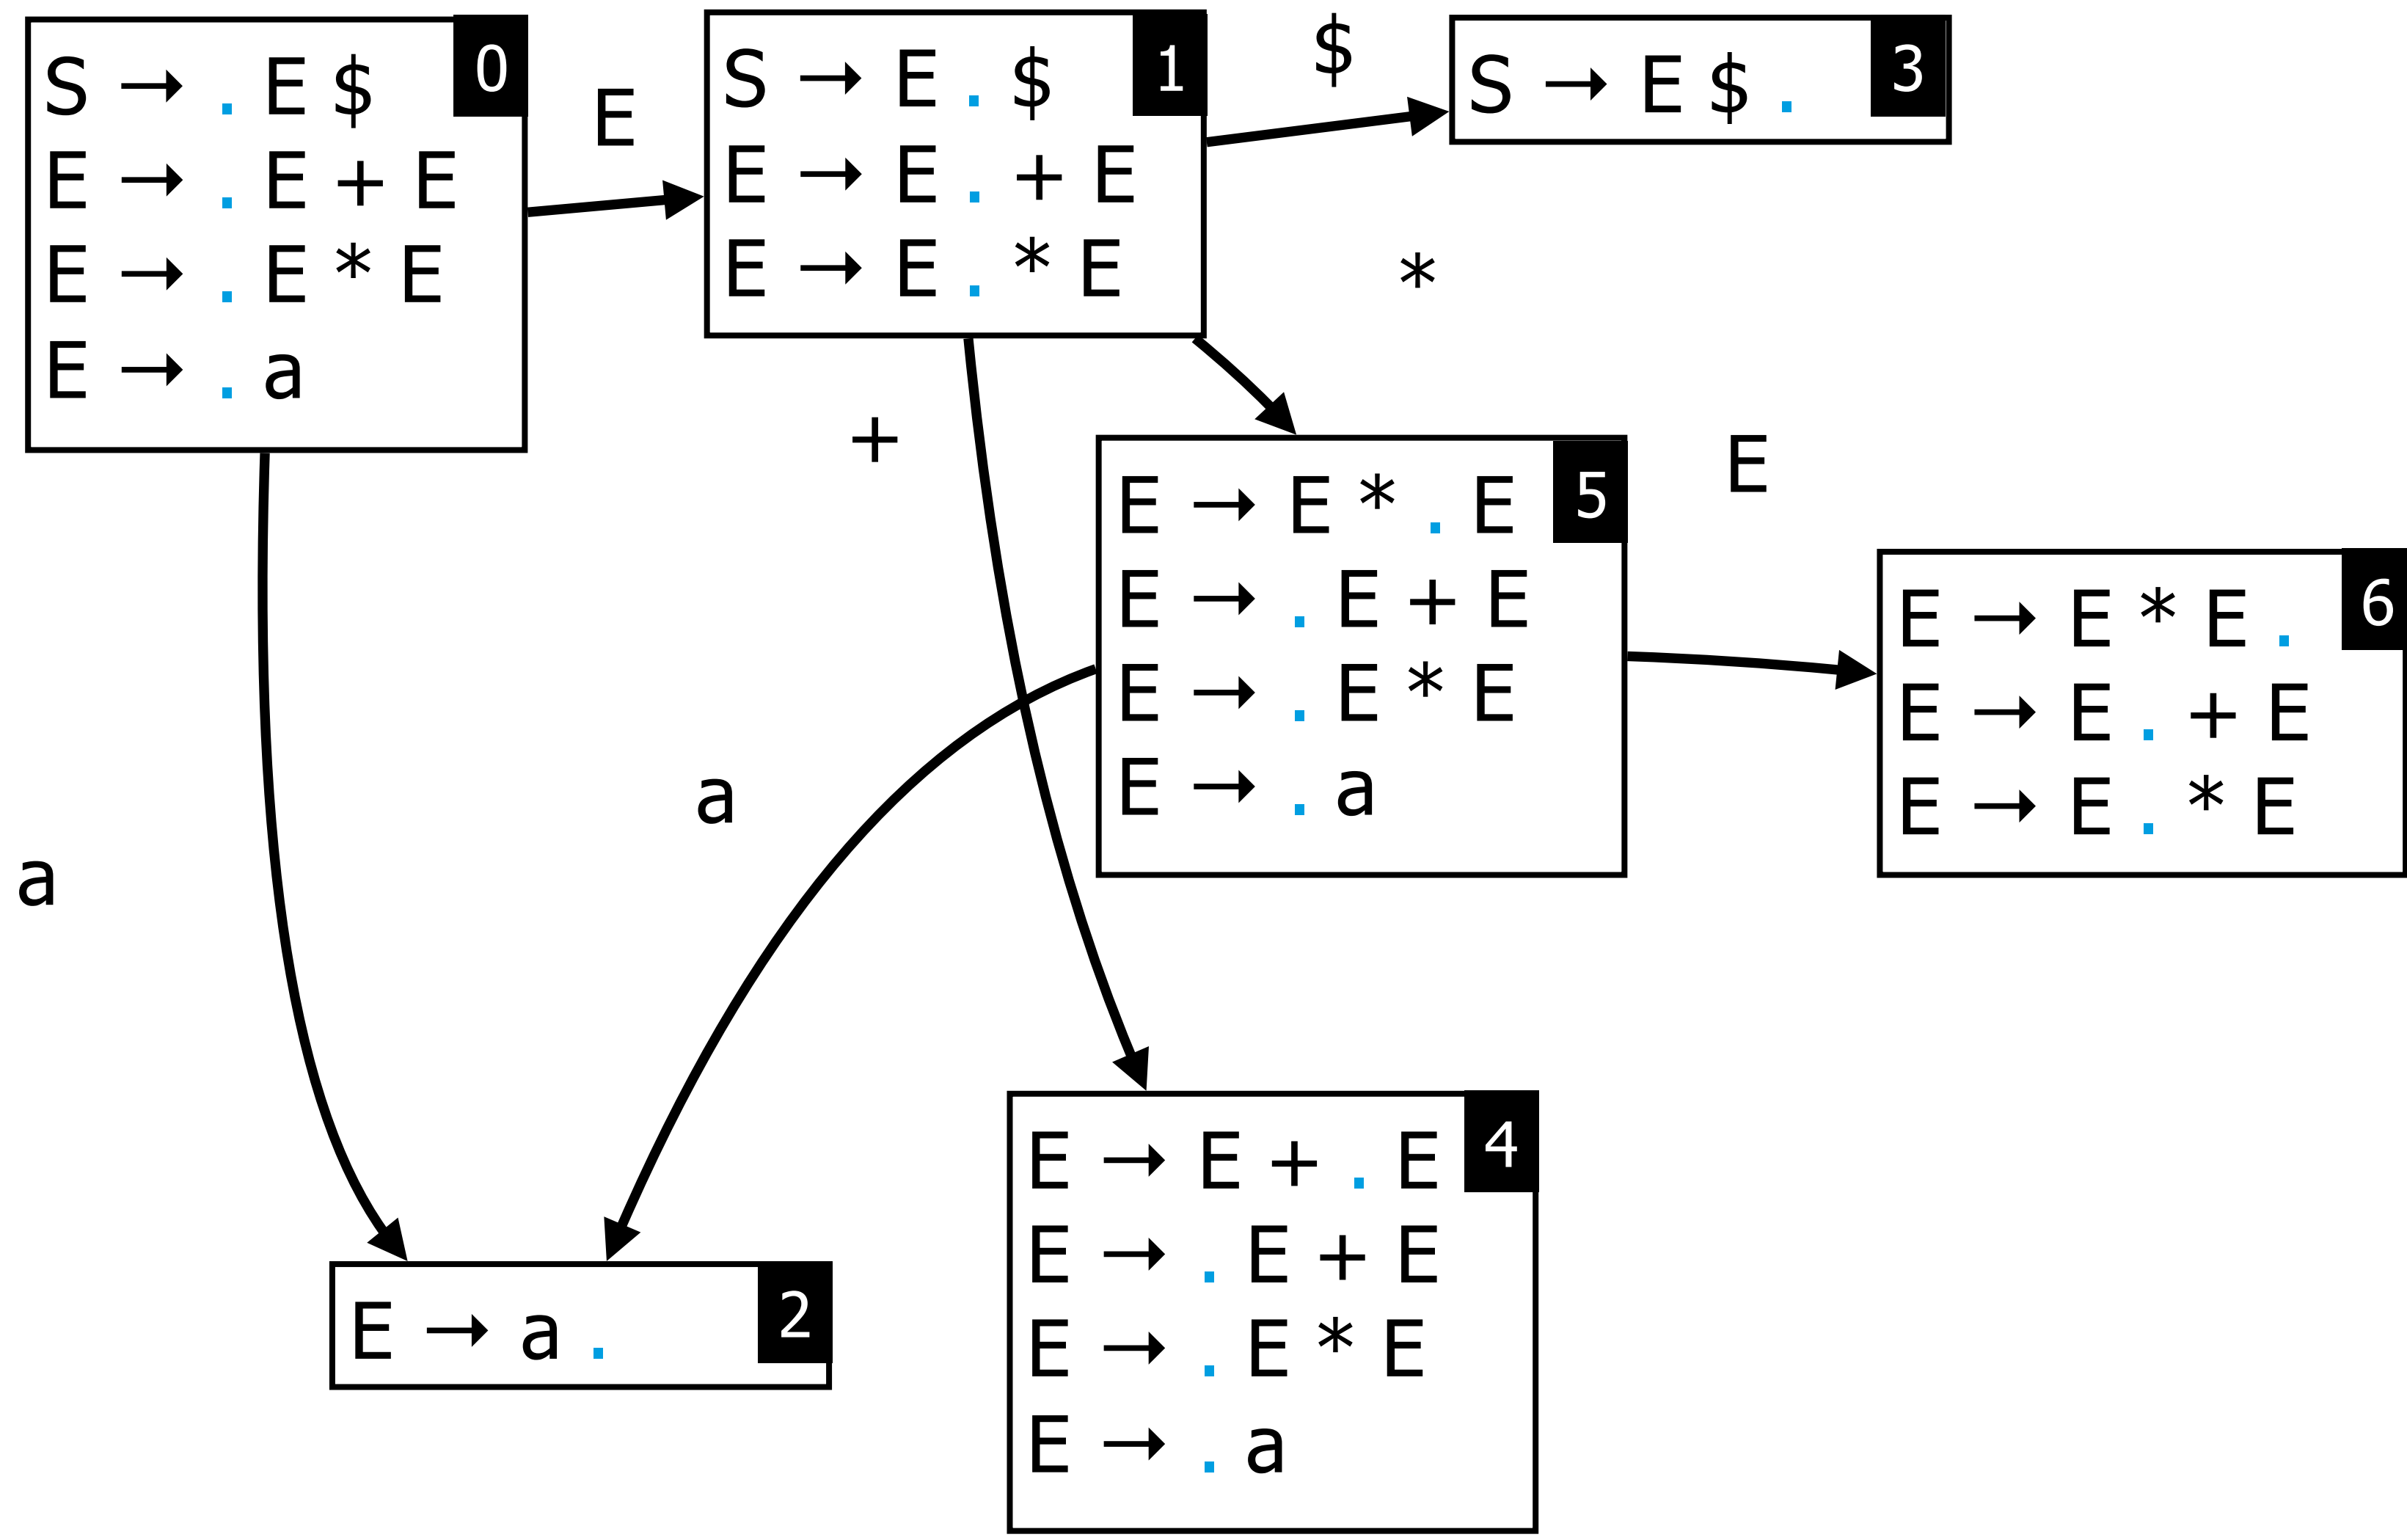 0
S → . E $
E → . E + E
E → . E * E
E → . a
E
1
S → E . $
E → E . + E
E → E . * E
$
3
S → E $ .
*
+
5
E → E * . E
E → . E + E
E → . E * E
E → . a
E
6
E → E * E .
E → E . + E
E → E . * E
a
a
2
E → a .
4
E → E + . E
E → . E + E
E → . E * E
E → . a